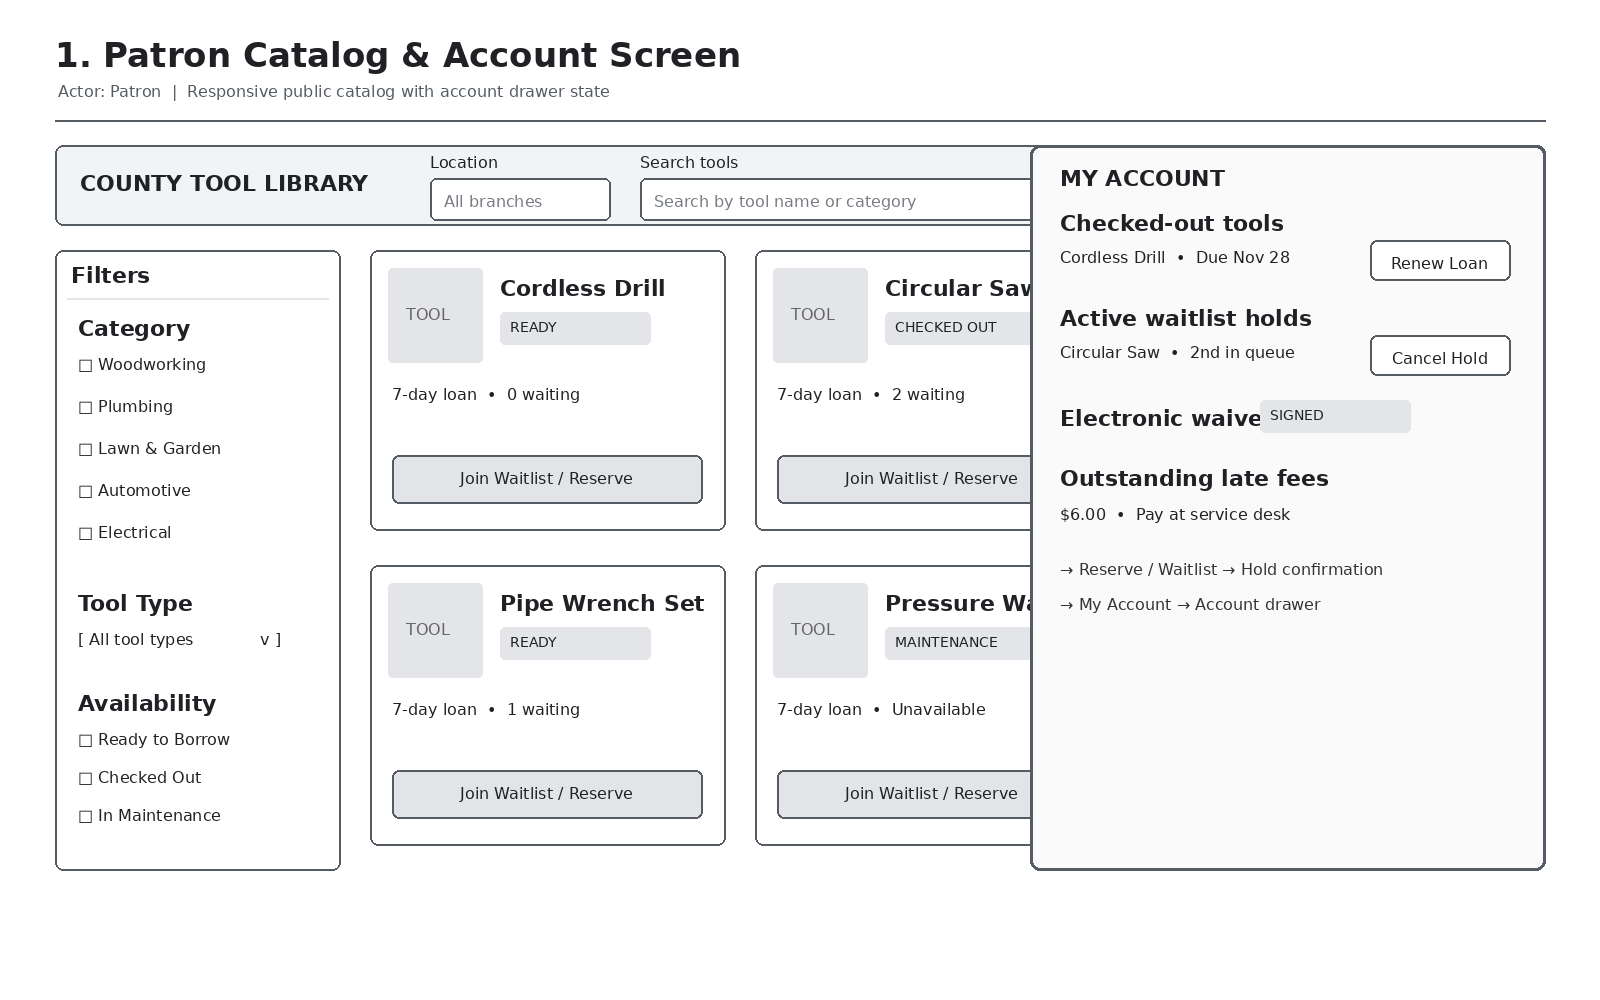 1. Patron Catalog & Account Screen
Actor: Patron | Responsive public catalog with account drawer state
COUNTY TOOL LIBRARY
Location
All branches
Search tools
Search by tool name or category
Filters
Category
□ Woodworking
□ Plumbing
□ Lawn & Garden
□ Automotive
□ Electrical
Tool Type
[ All tool types v ]
Availability
□ Ready to Borrow
□ Checked Out
□ In Maintenance
TOOL
Cordless Drill
READY
7-day loan • 0 waiting
Join Waitlist / Reserve
TOOL
Circular Saw
CHECKED OUT
7-day loan • 2 waiting
Join Waitlist / Reserve
TOOL
Pipe Wrench Set
READY
7-day loan • 1 waiting
Join Waitlist / Reserve
TOOL
Pressure Wa
MAINTENANCE
7-day loan • Unavailable
Join Waitlist / Reserve
MY ACCOUNT
Checked-out tools
Cordless Drill • Due Nov 28
Renew Loan
Active waitlist holds
Circular Saw • 2nd in queue
Cancel Hold
Electronic waive
SIGNED
Outstanding late fees
$6.00 • Pay at service desk
→ Reserve / Waitlist → Hold confirmation
→ My Account → Account drawer